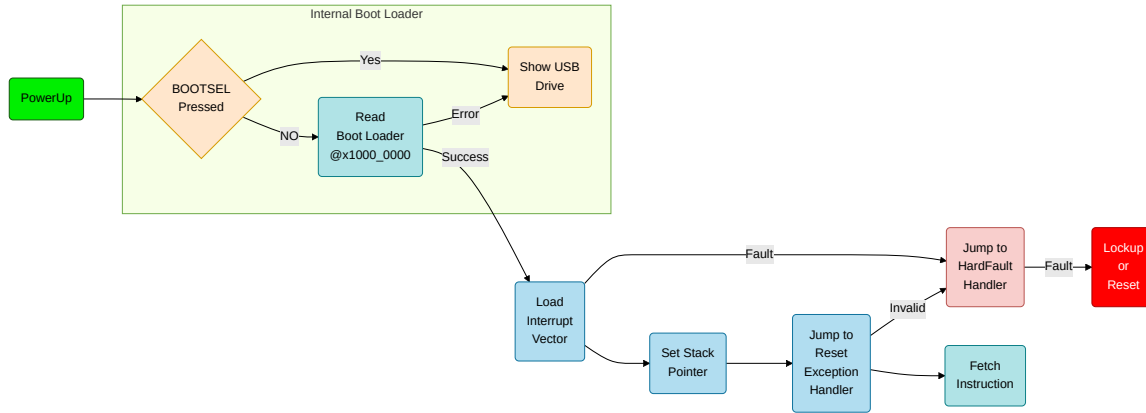 Internal Boot Loader
PowerUp
BOOTSEL
Pressed
Yes
NO
Read
Boot Loader
@x1000_0000
Error
Success
Show USB
Drive
Load
Interrupt
Vector
Fault
Set Stack
Pointer
Jump to
Reset
Exception
Handler
Invalid
Jump to
HardFault
Handler
Fault
Lockup
or
Reset
Fetch
Instruction